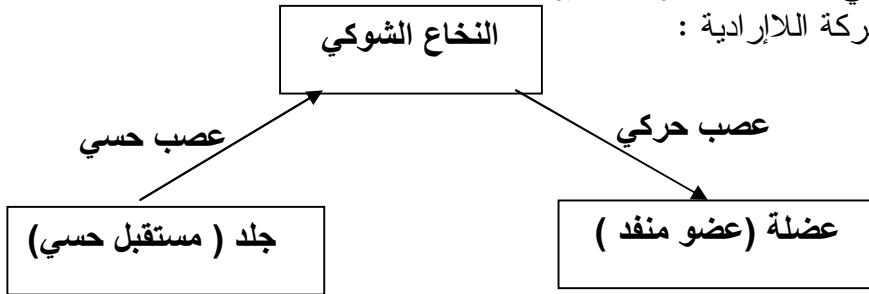 ركة اللاإرادية :
النخاع الشوكي
عصب حركي
عصب حسي
عضلة (عضو منفد )
جلد ( مستقبل حسي)